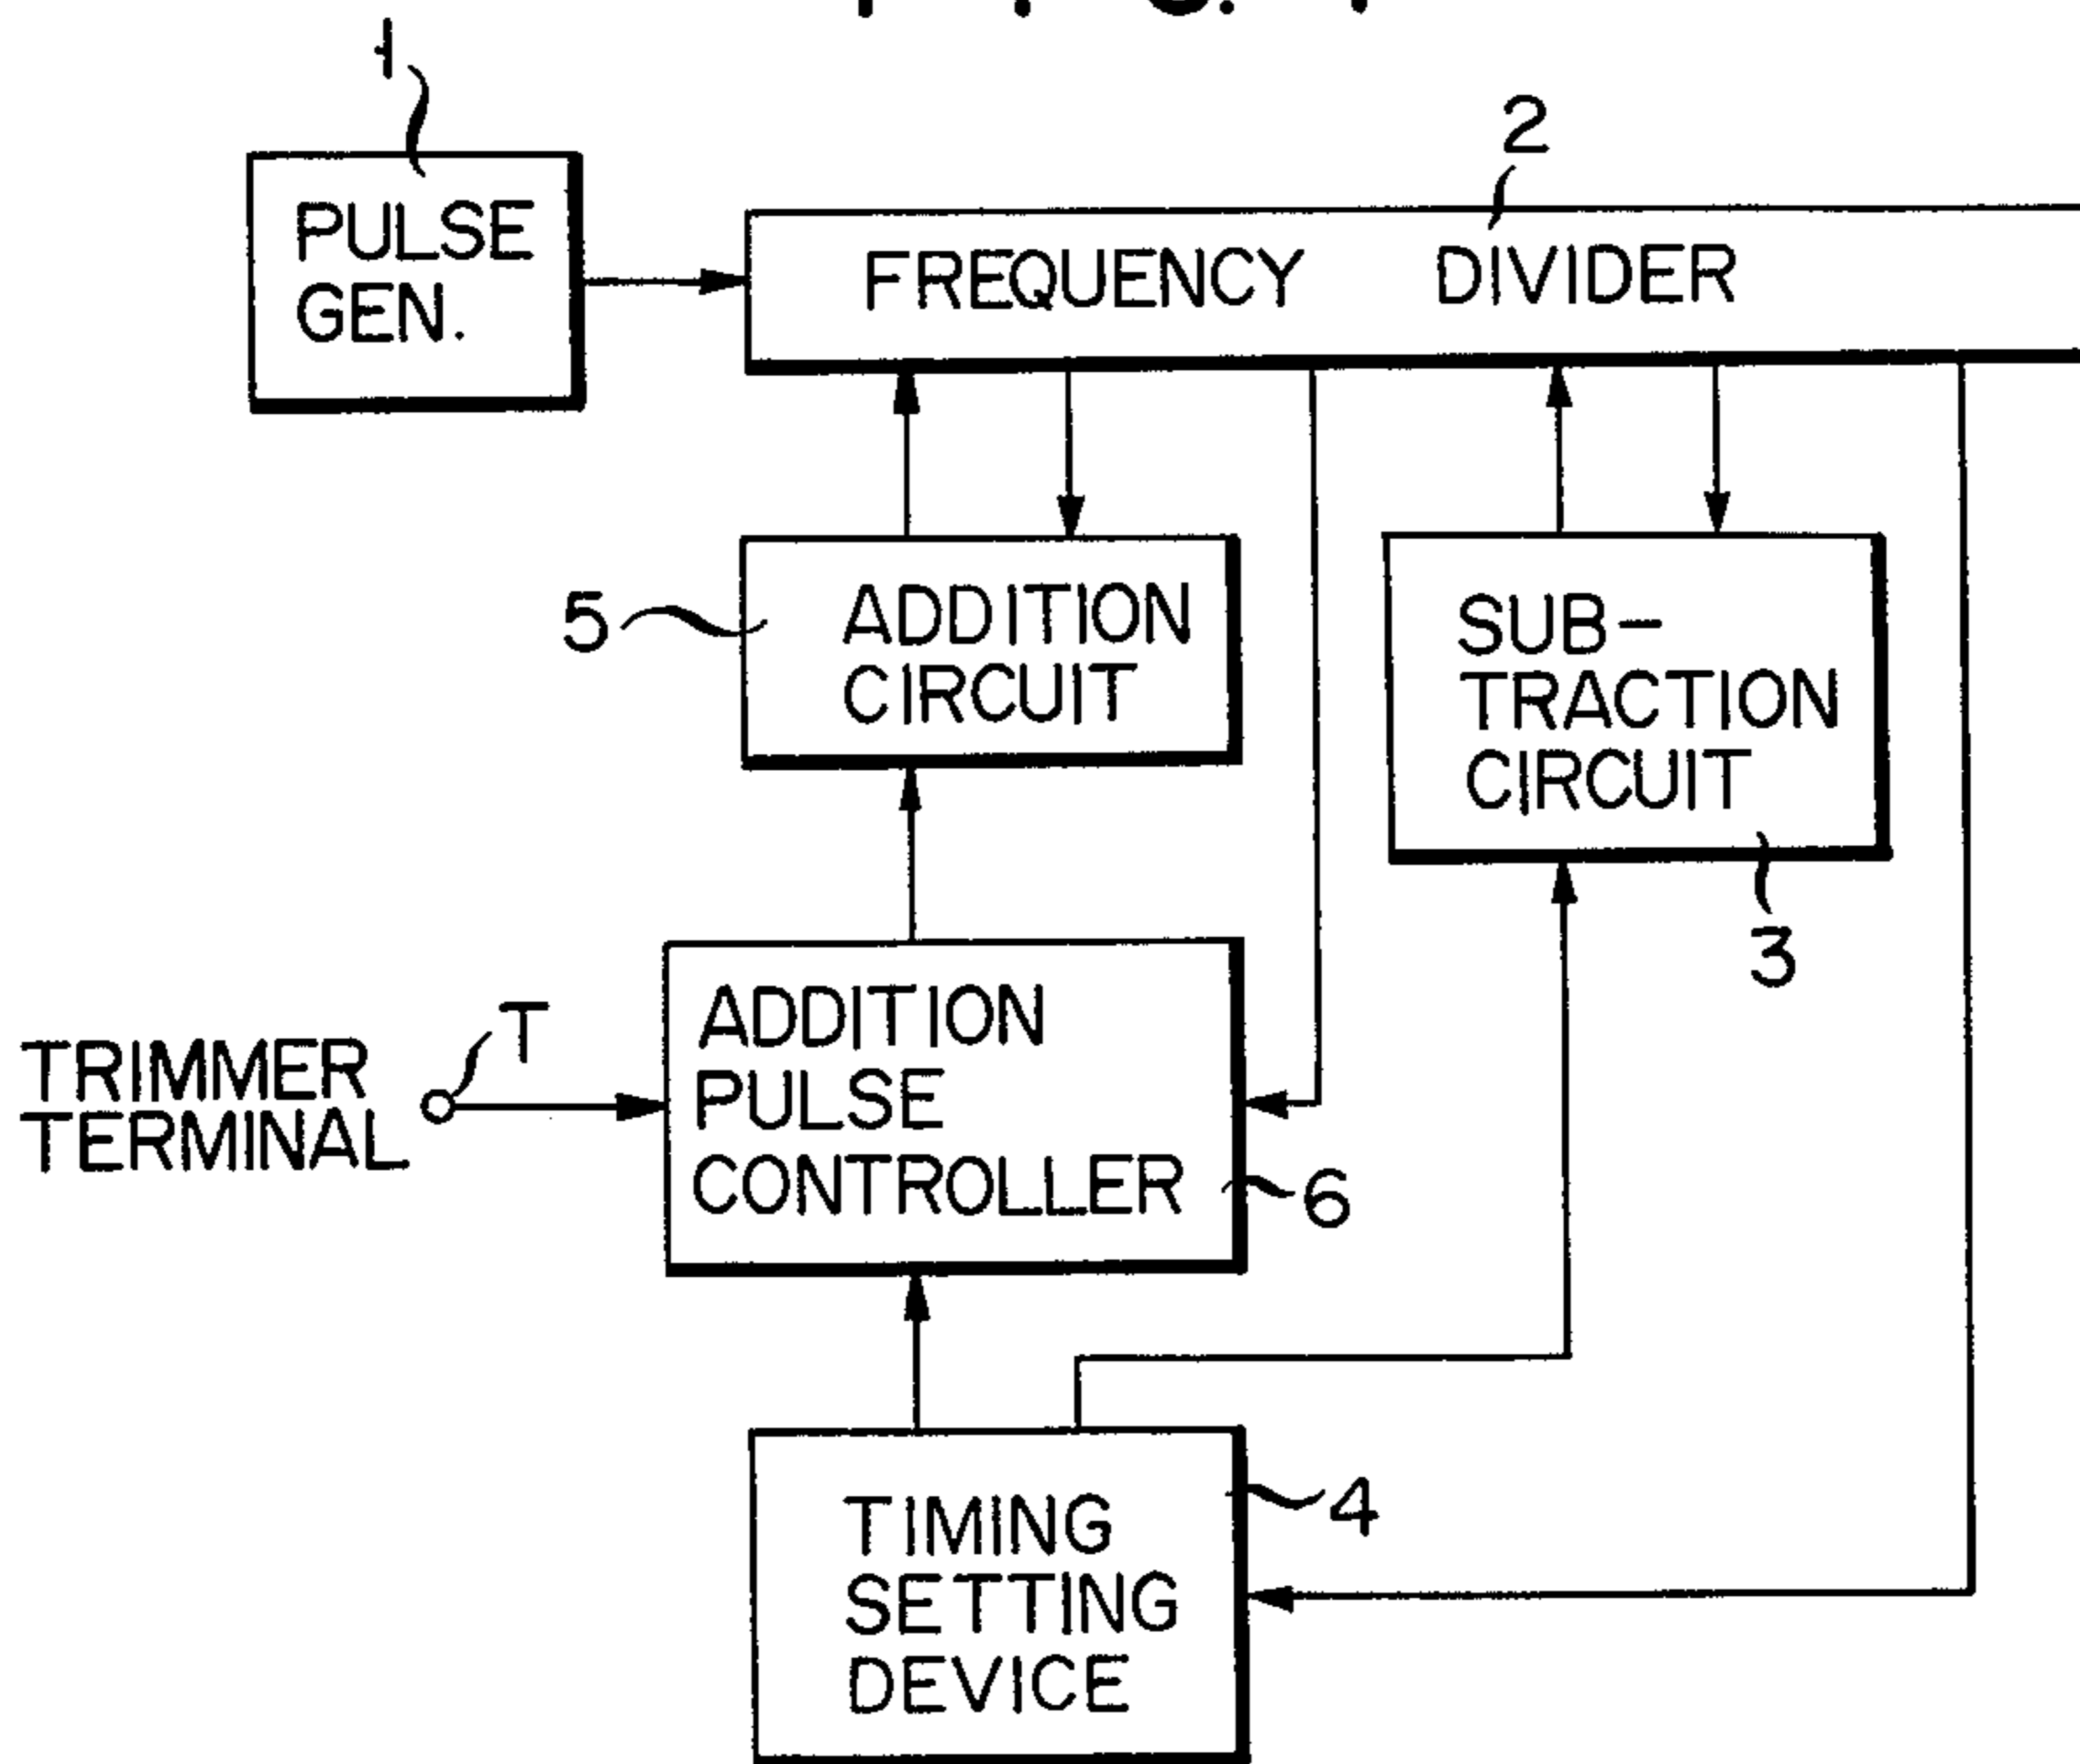 1
2
PULSE
GEN.
FREQUENCY DIVIDER
5
ADDITION
CIRCUIT
SUB-
TRACTION
CIRCUIT
3
T
TRIMMER
TERMINAL
ADDITION
PULSE
CONTROLLER
6
4
TIMING
SETTING
DEVICE